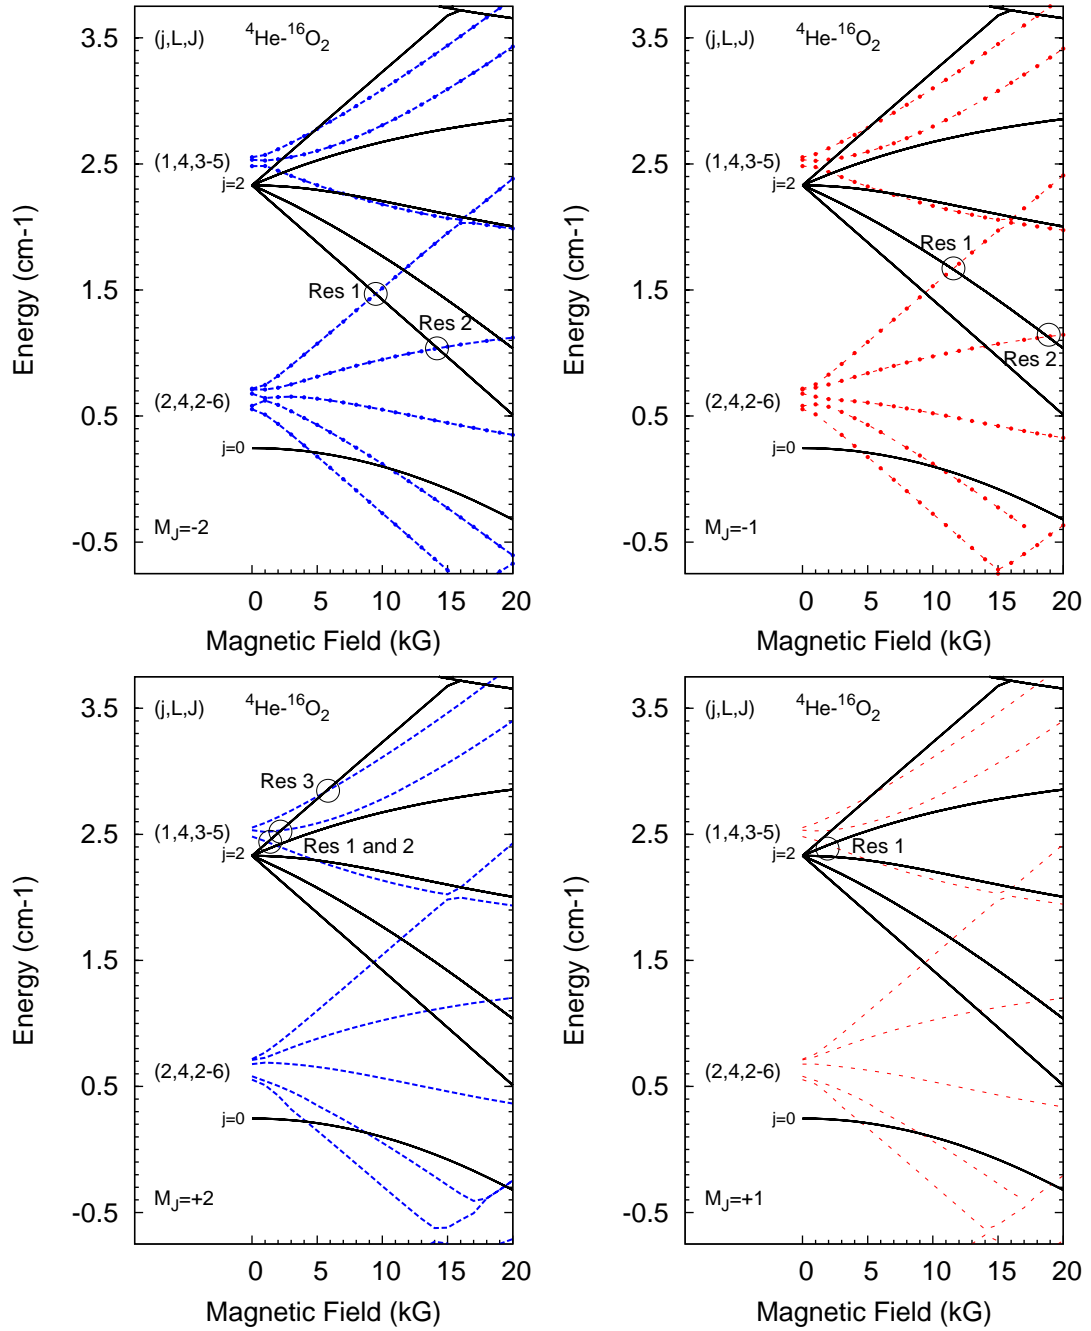 3.5
(j,L,J)
⁴He-¹⁶O₂
2.5
(1,4,3-5)
j=2
1.5
Res 1
Res 2
0.5
(2,4,2-6)
j=0
-0.5
M_J=-2
Energy (cm-1)
0 5 10 15 20
Magnetic Field (kG)
3.5
(j,L,J)
⁴He-¹⁶O₂
2.5
(1,4,3-5)
j=2
Res 1
1.5
Res 2
0.5
(2,4,2-6)
j=0
-0.5
M_J=-1
Energy (cm-1)
0 5 10 15 20
Magnetic Field (kG)
3.5
(j,L,J)
⁴He-¹⁶O₂
Res 3
2.5
(1,4,3-5)
Res 1 and 2
j=2
1.5
0.5
(2,4,2-6)
j=0
-0.5
M_J=+2
Energy (cm-1)
0 5 10 15 20
Magnetic Field (kG)
3.5
(j,L,J)
⁴He-¹⁶O₂
2.5
(1,4,3-5)
Res 1
j=2
1.5
0.5
(2,4,2-6)
j=0
-0.5
M_J=+1
Energy (cm-1)
0 5 10 15 20
Magnetic Field (kG)